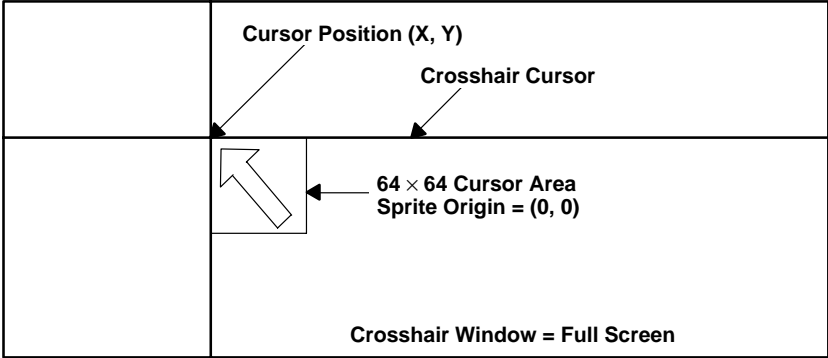 Cursor Position (X, Y)
Crosshair Cursor
64 × 64 Cursor Area
Sprite Origin = (0, 0)
Crosshair Window = Full Screen